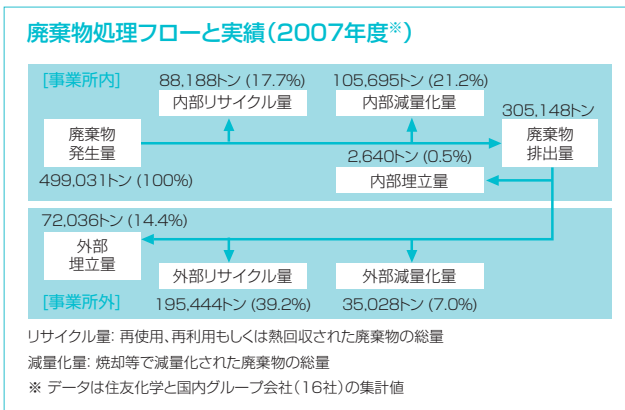 廃棄物処理フローと実績(2007年度※)
[事業所内]
88,188トン (17.7%)
内部リサイクル量
105,695トン (21.2%)
内部減量化量
305,148トン
廃棄物
排出量
廃棄物
発生量
499,031トン (100%)
2,640トン (0.5%)
内部埋立量
72,036トン (14.4%)
外部
埋立量
外部リサイクル量
195,444トン (39.2%)
外部減量化量
35,028トン (7.0%)
[事業所外]
リサイクル量: 再使用、再利用もしくは熱回収された廃棄物の総量
減量化量: 焼却等で減量化された廃棄物の総量
※ データは住友化学と国内グループ会社(16社)の集計値